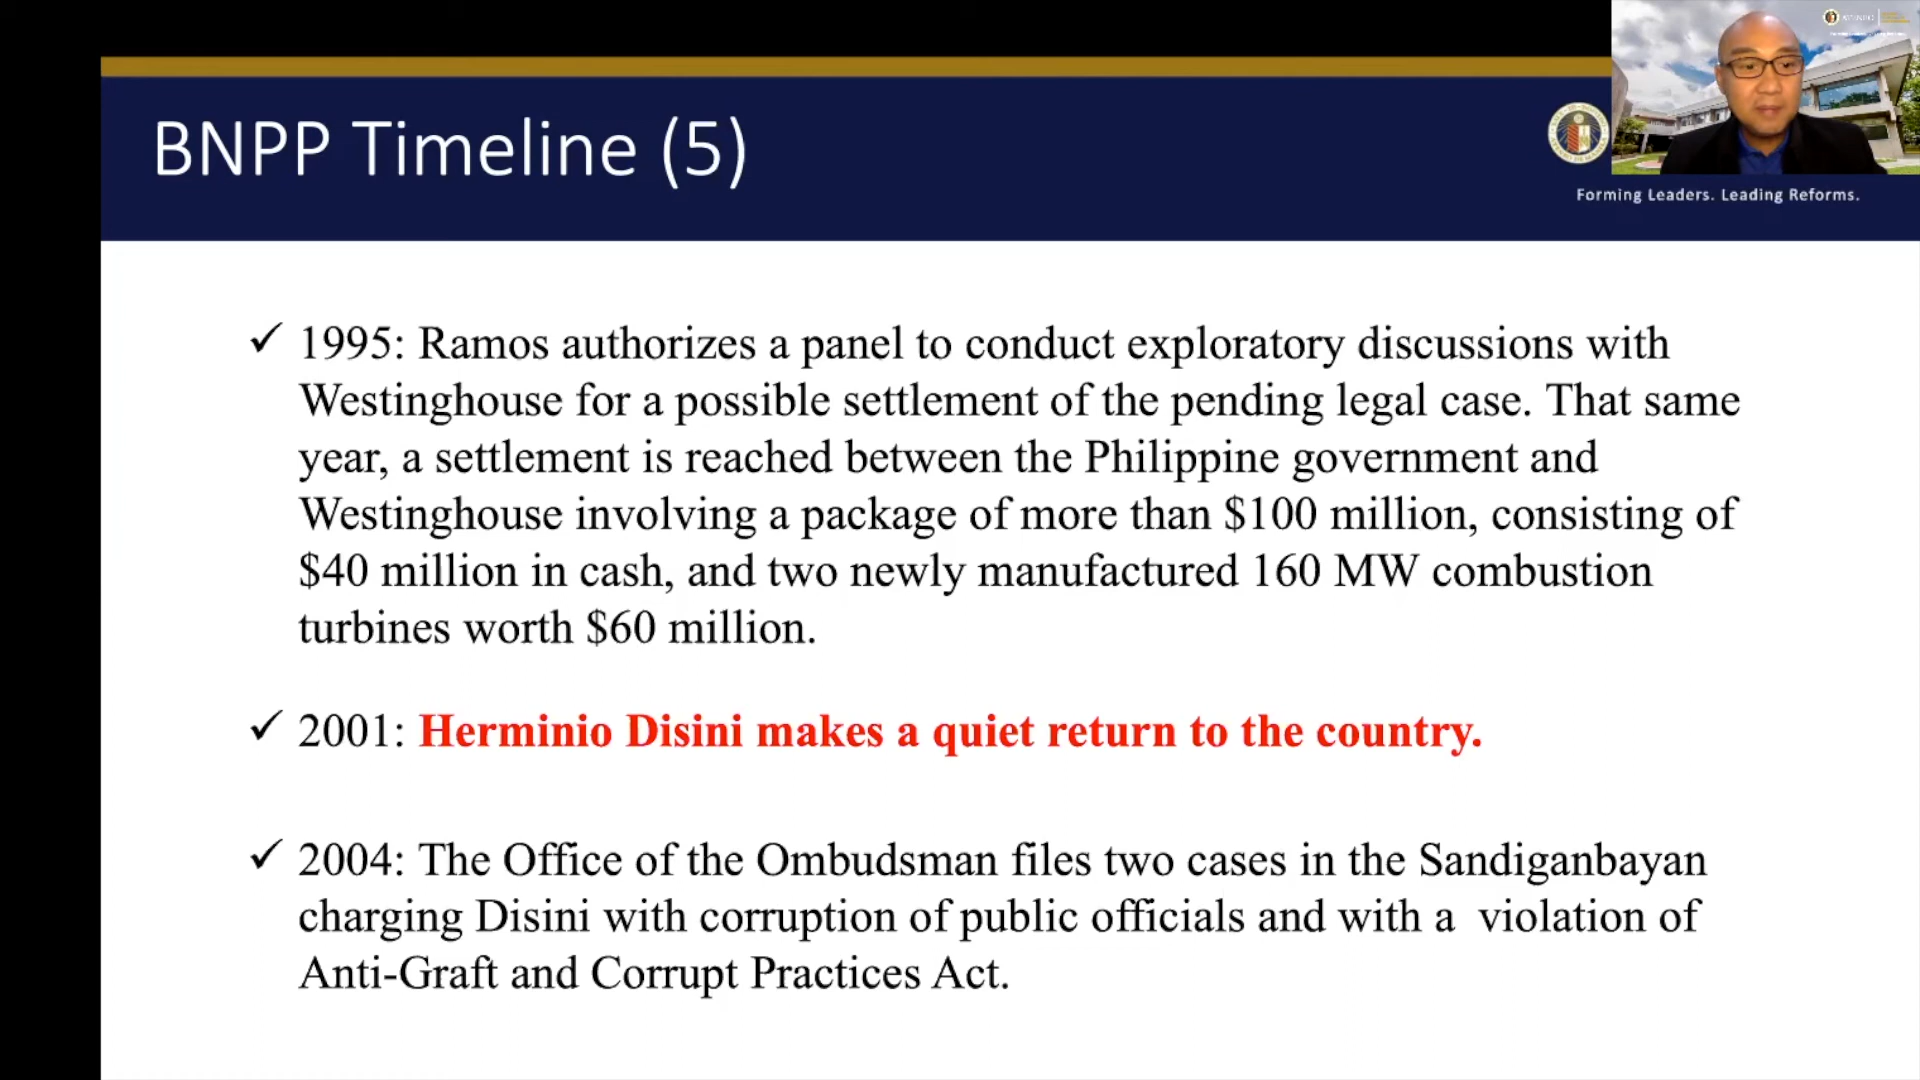 BNPP Timeline (5)
Forming Leaders. Leading Reforms.
✓ 1995: Ramos authorizes a panel to conduct exploratory discussions with
Westinghouse for a possible settlement of the pending legal case. That same
year, a settlement is reached between the Philippine government and
Westinghouse involving a package of more than $100 million, consisting of
$40 million in cash, and two newly manufactured 160 MW combustion
turbines worth $60 million.
✓ 2001: Herminio Disini makes a quiet return to the country.
✓ 2004: The Office of the Ombudsman files two cases in the Sandiganbayan
charging Disini with corruption of public officials and with a  violation of
Anti-Graft and Corrupt Practices Act.